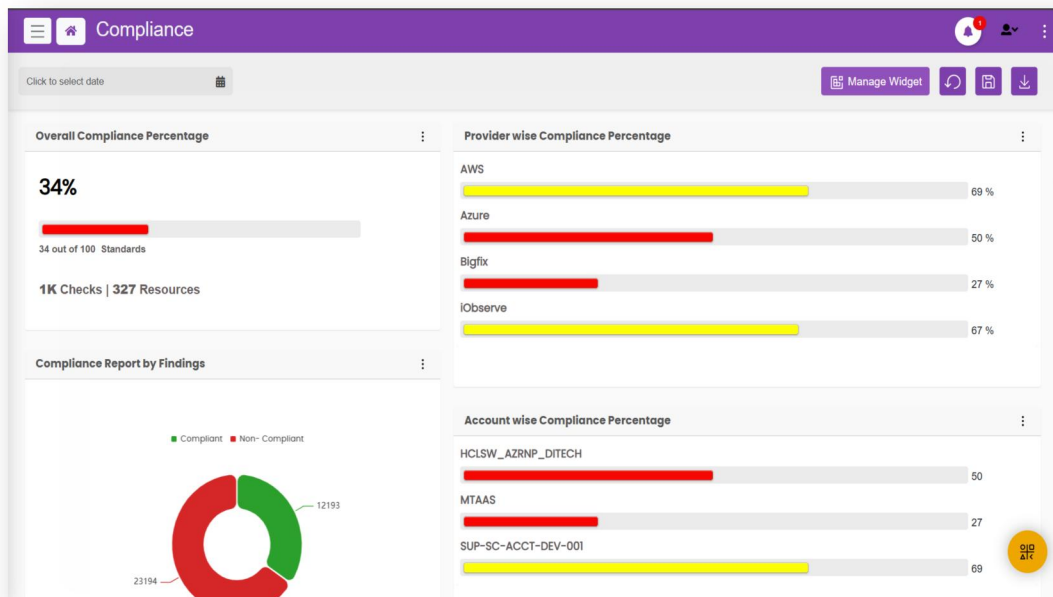 Compliance
1
Click to select date
Manage Widget
Overall Compliance Percentage
34%
34 out of 100 Standards
1K Checks | 327 Resources
Provider wise Compliance Percentage
AWS
69 %
Azure
50 %
Bigfix
27 %
iObserve
67 %
Compliance Report by Findings
Compliant Non- Compliant
12193
23194
Account wise Compliance Percentage
HCLSW_AZRNP_DITECH
50
MTAAS
27
SUP-SC-ACCT-DEV-001
69